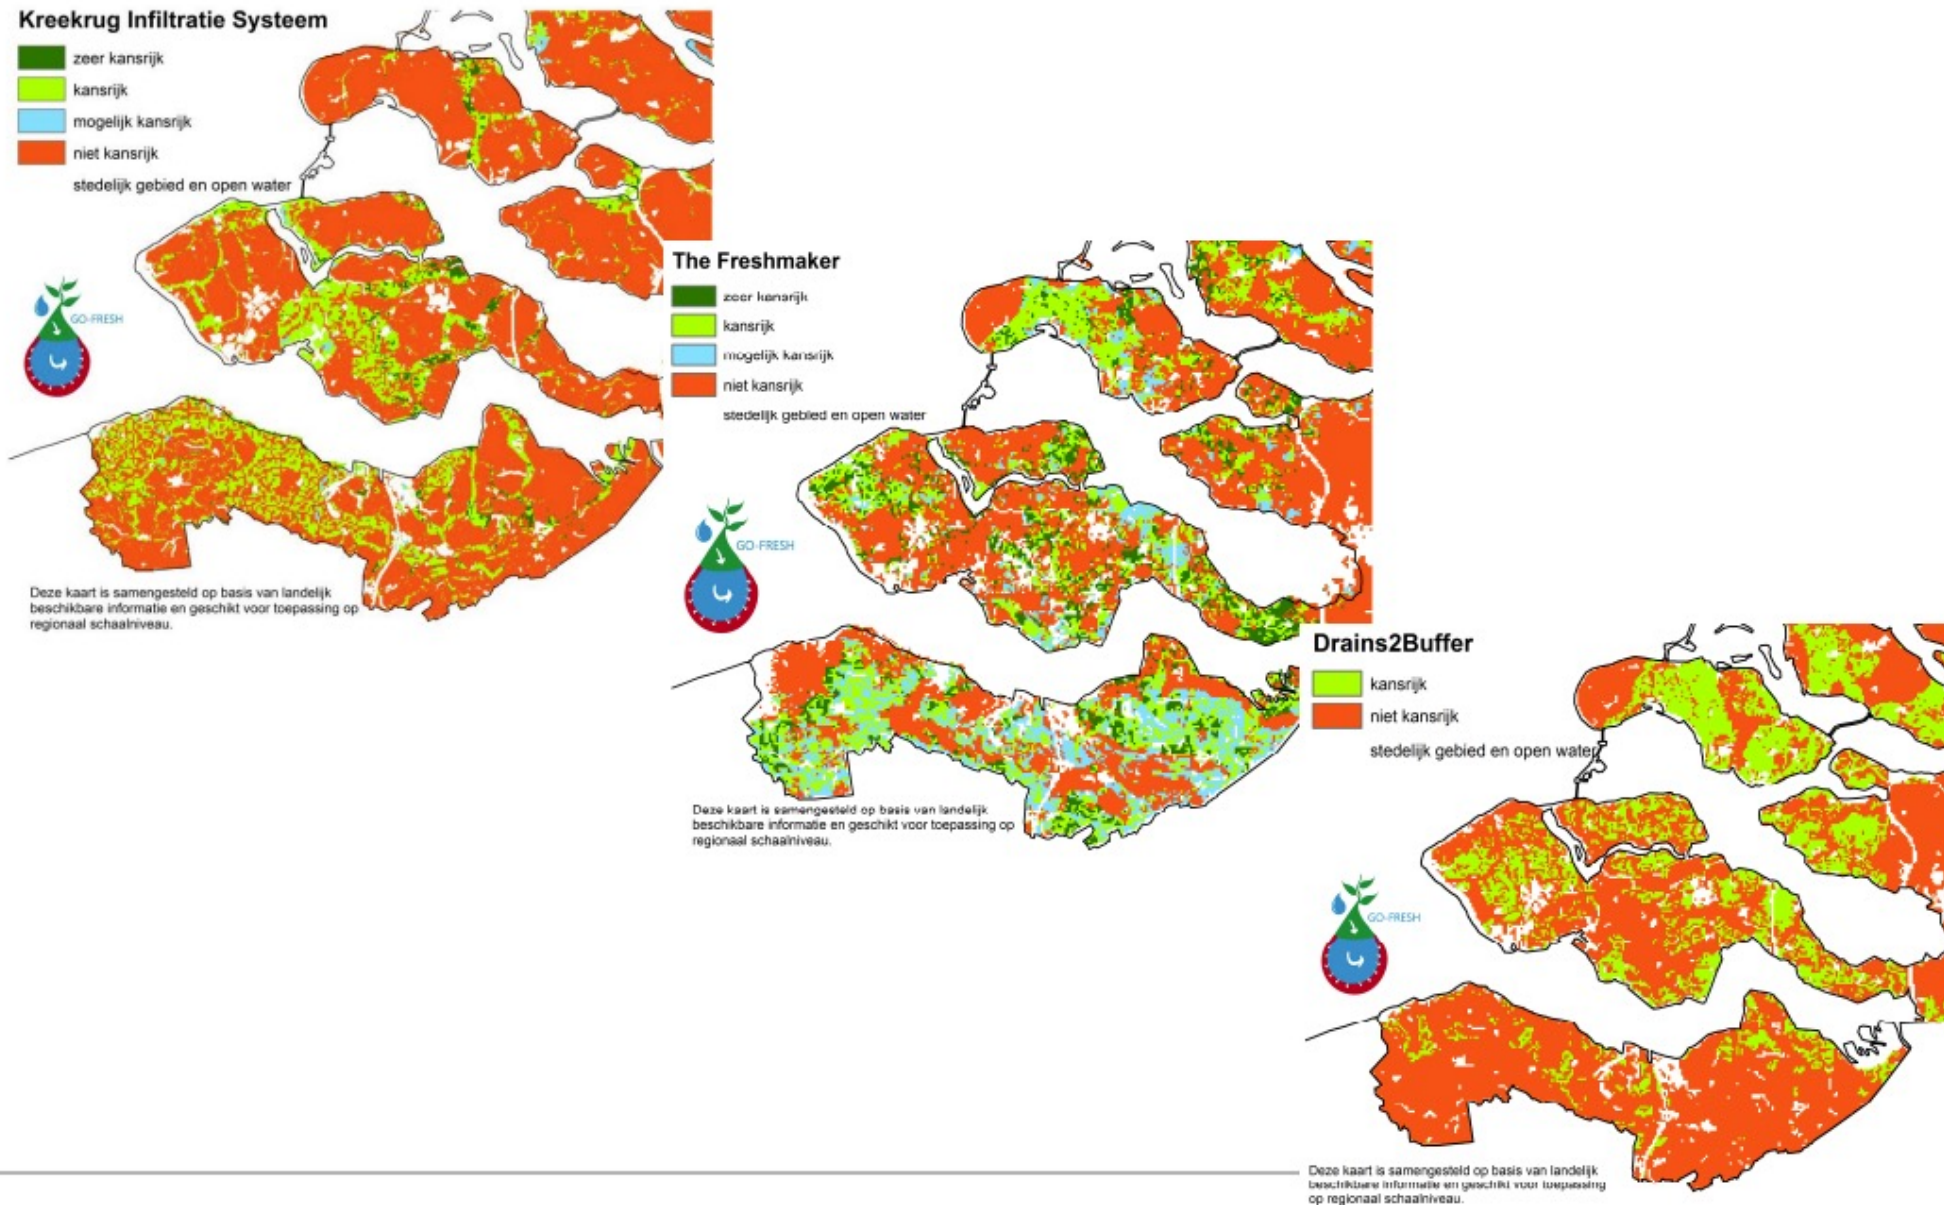 Kreekrug Infiltratie Systeem
zeer kansrijk
kansrijk
mogelijk kansrijk
niet kansrijk
stedelijk gebied en open water
GO-FRESH
Deze kaart is samengesteld op basis van landelijk
beschikbare informatie en geschikt voor toepassing op
regionaal schaalniveau.
The Freshmaker
zeer kansrijk
kansrijk
mogelijk kansrijk
niet kansrijk
stedelijk gebied en open water
GO-FRESH
Deze kaart is samengesteld op basis van landelijk
beschikbare informatie en geschikt voor toepassing op
regionaal schaalniveau.
Drains2Buffer
kansrijk
niet kansrijk
stedelijk gebied en open water
GO-FRESH
Deze kaart is samengesteld op basis van landelijk
beschikbare informatie en geschikt voor toepassing
op regionaal schaalniveau.